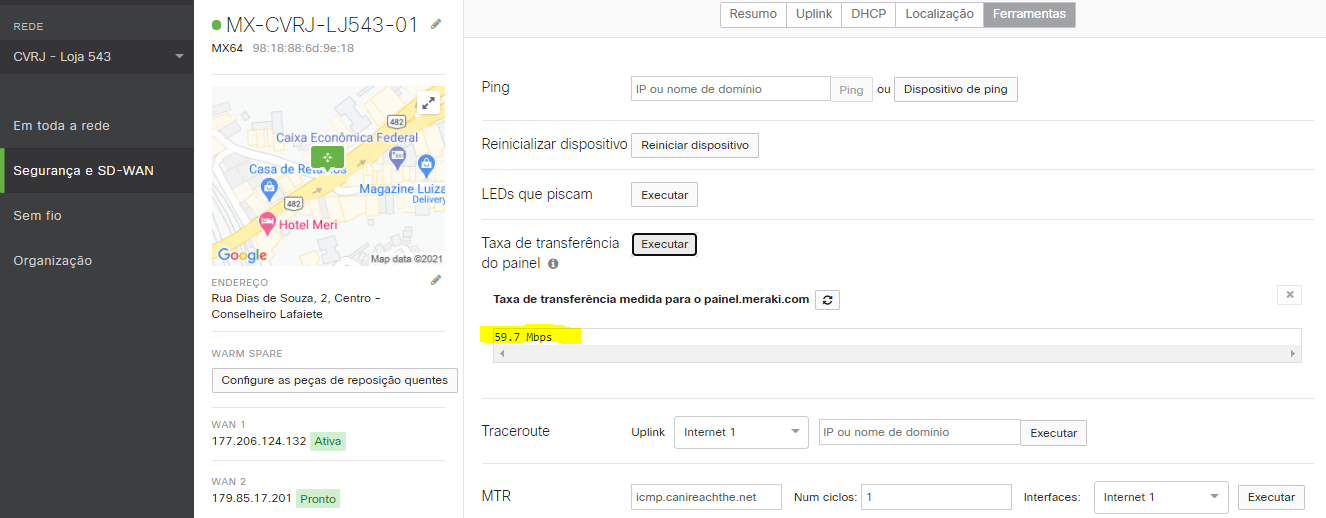 REDE
CVRJ - Loja 543
Em toda a rede
Segurança e SD-WAN
Sem fio
Organização
MX-CVRJ-LJ543-01
MX64 98:18:88:6d:9e:18
482
Caixa Econômica Federal
Casa de Retalhos
Magazine Luiza
Delivery
482
Hotel Meri
Google
Map data ©2021
ENDEREÇO
Rua Dias de Souza, 2, Centro -
Conselheiro Lafaiete
WARM SPARE
Configure as peças de reposição quentes
WAN 1
177.206.124.132 Ativa
WAN 2
179.85.17.201 Pronto
Resumo Uplink DHCP Localização Ferramentas
Ping IP ou nome de domínio Ping ou Dispositivo de ping
Reinicializar dispositivo Reiniciar dispositivo
LEDs que piscam Executar
Taxa de transferência Executar
do painel
Taxa de transferência medida para o painel.meraki.com
59.7 Mbps
Traceroute Uplink Internet 1 IP ou nome de domínio Executar
MTR icmp.canireachthe.net Num ciclos: 1 Interfaces: Internet 1 Executar